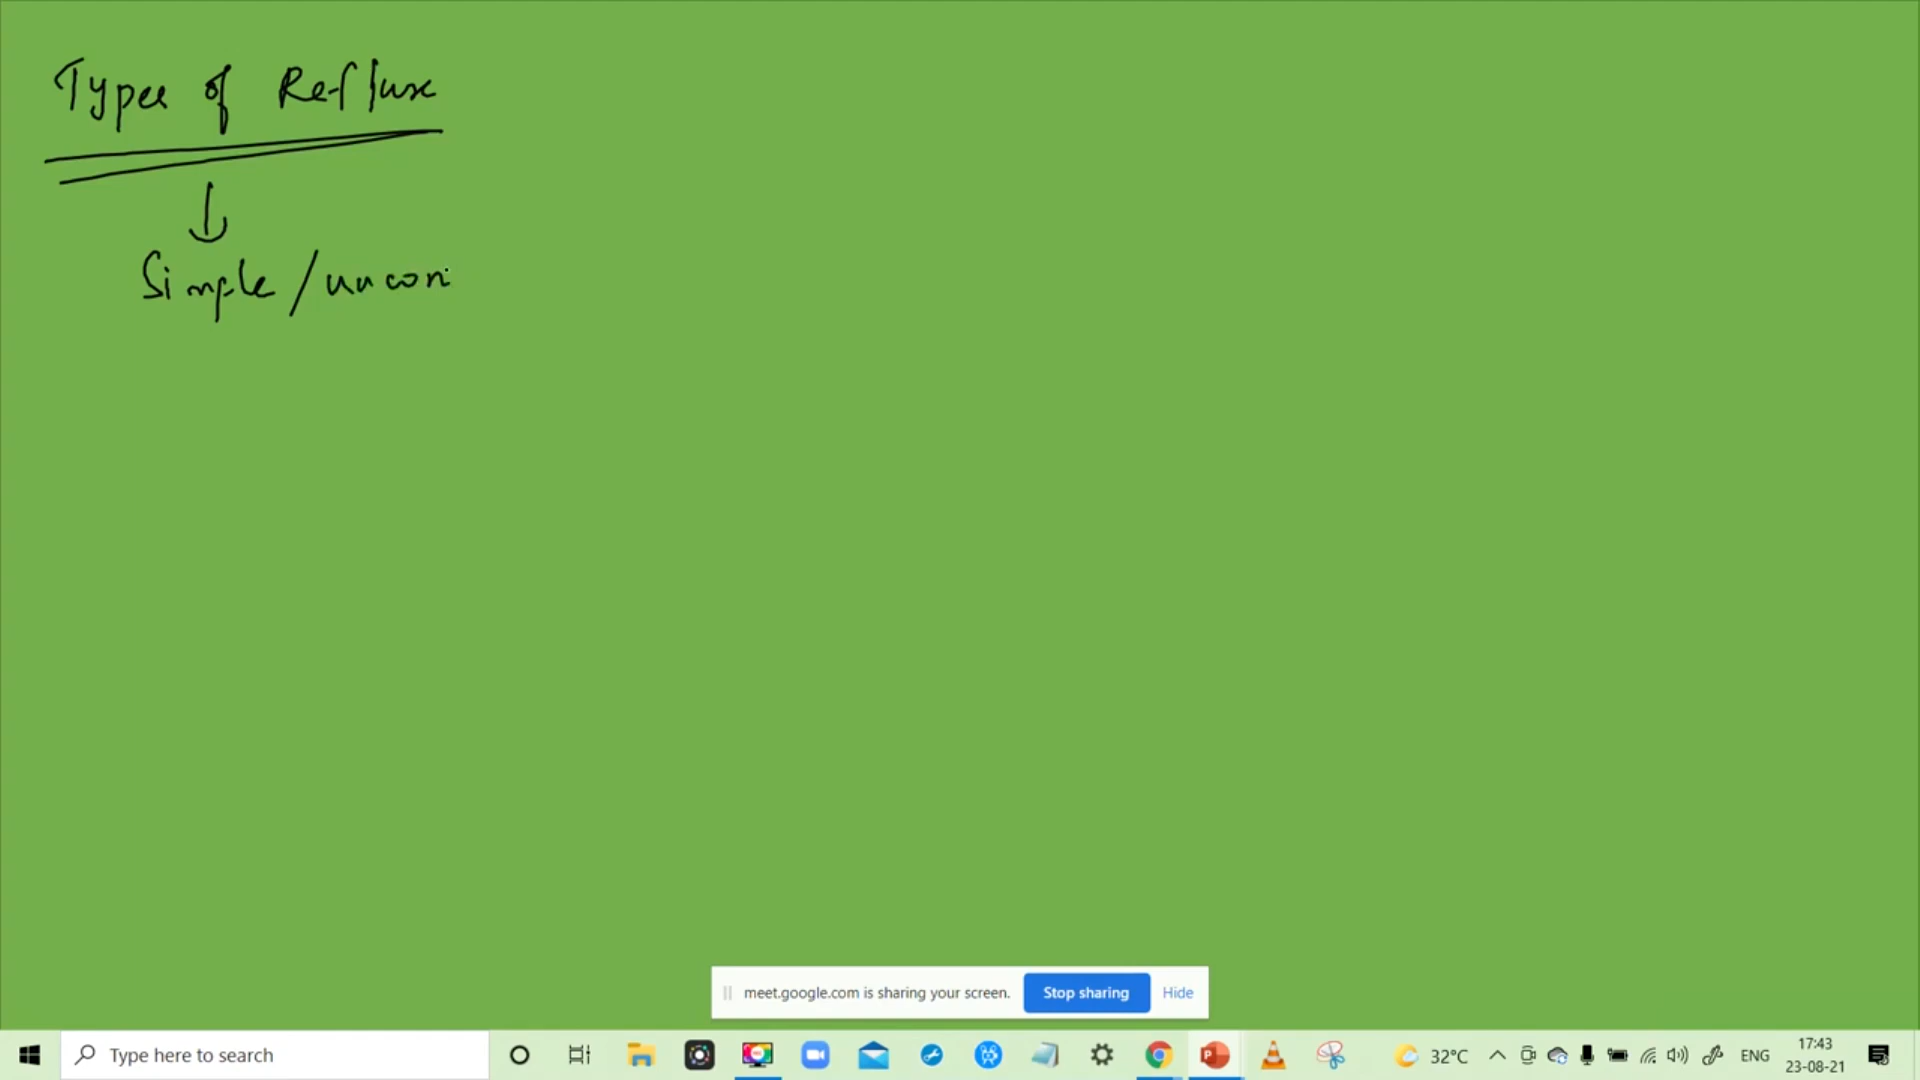 Types of Reflux
Simple / uncon
meet.google.com is sharing your screen.
Stop sharing
Hide
Type here to search
32°C
ENG
17:43
23-08-21